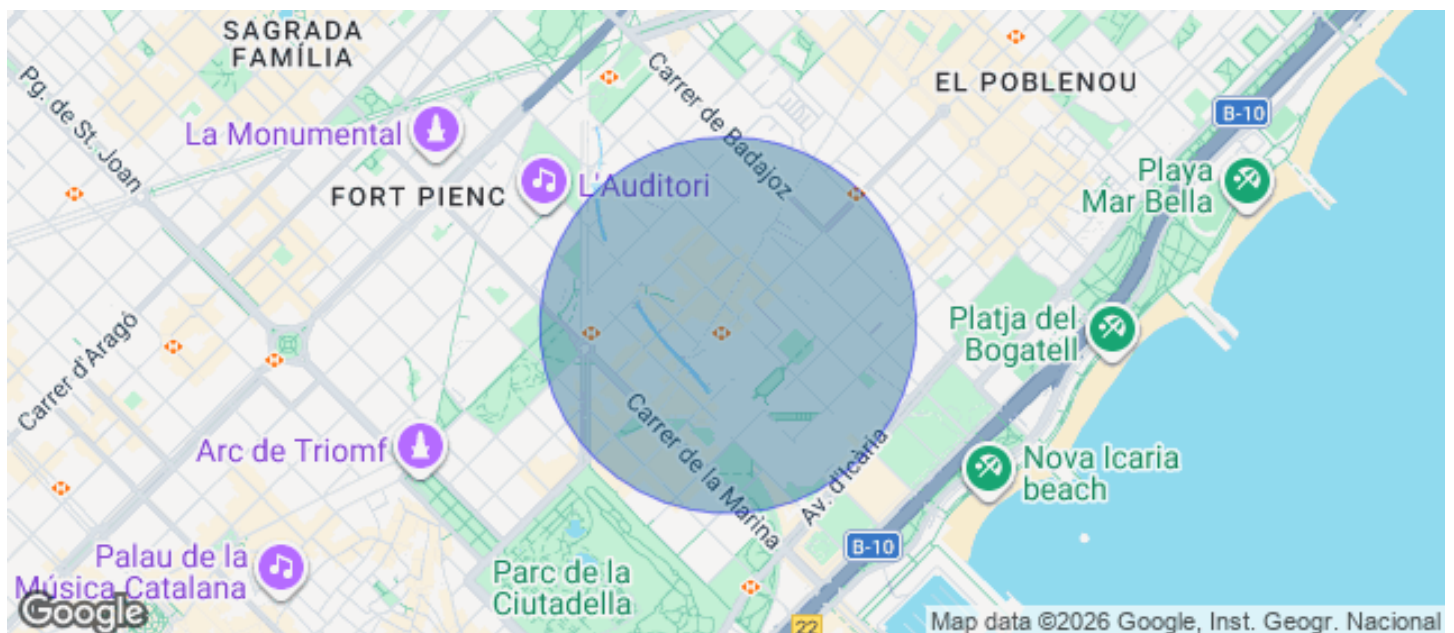 SAGRADA
FAMÍLIA
Pg. de St. Joan
La Monumental
FORT PIENC
L'Auditori
Carrer de Badajoz
EL POBLENOU
B-10
Playa
Mar Bella
Carrer d'Aragó
Platja del
Bogatell
Arc de Triomf
Carrer de la Marina
Av. d'Icària
Nova Icaria
beach
B-10
Palau de la
Música Catalana
Parc de la
Ciutadella
22
Google
Map data ©2026 Google, Inst. Geogr. Nacional